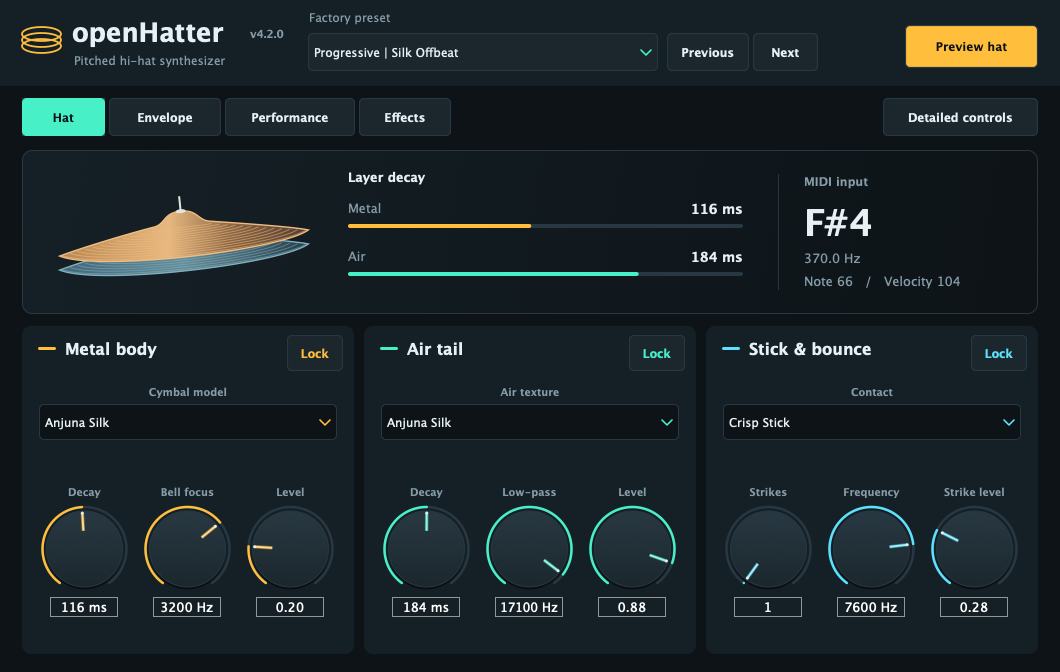 openHatter
v4.2.0
Pitched hi-hat synthesizer
Factory preset
Progressive | Silk Offbeat
Previous
Next
Preview hat
Hat
Envelope
Performance
Effects
Detailed controls
Layer decay
Metal
116 ms
Air
184 ms
MIDI input
F#4
370.0 Hz
Note 66 / Velocity 104
Metal body
Lock
Cymbal model
Anjuna Silk
Decay
Bell focus
Level
116 ms
3200 Hz
0.20
Air tail
Lock
Air texture
Anjuna Silk
Decay
Low-pass
Level
184 ms
17100 Hz
0.88
Stick & bounce
Lock
Contact
Crisp Stick
Strikes
Frequency
Strike level
1
7600 Hz
0.28